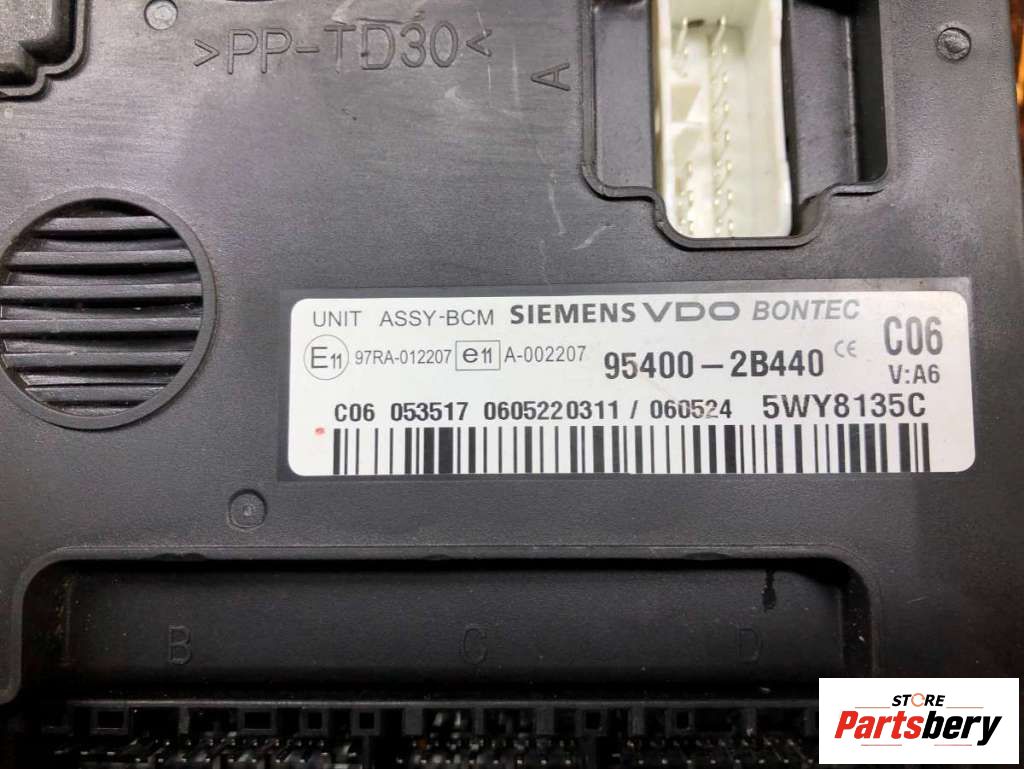 >PP-TD30<
A
UNIT ASSY-BCM SIEMENS VDO BONTEC
E11 97RA-012207 e11 A-002207 95400-2B440 CE C06
V:A6
C06 053517 0605220311 / 060524 5WY8135C
B C D
STORE
Partsbery